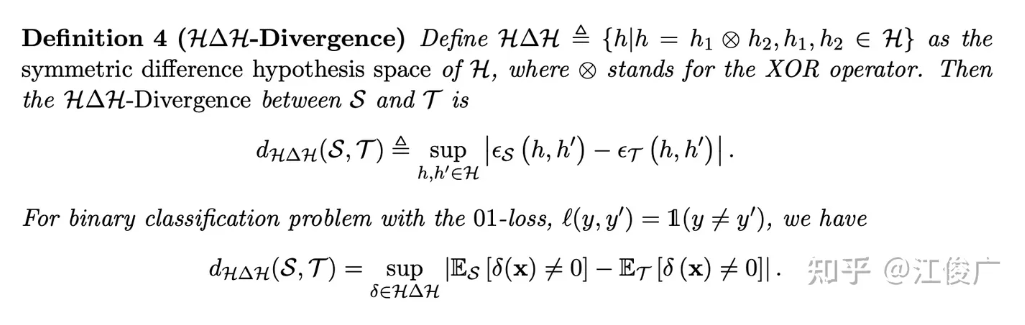 Definition 4 (ℋΔℋ-Divergence) Define ℋΔℋ ≜ {h|h = h₁ ⊗ h₂, h₁, h₂ ∈ ℋ} as the
symmetric difference hypothesis space of ℋ, where ⊗ stands for the XOR operator. Then
the ℋΔℋ-Divergence between 𝒮 and 𝒯 is
d_{ℋΔℋ}(𝒮, 𝒯) ≜ sup_{h,h′∈ℋ} |ϵ_𝒮 (h, h′) − ϵ_𝒯 (h, h′)| .
For binary classification problem with the 01-loss, ℓ(y, y′) = 𝟙(y ≠ y′), we have
d_{ℋΔℋ}(𝒮, 𝒯) = sup_{δ∈ℋΔℋ} |𝔼_𝒮 [δ(𝐱) ≠ 0] − 𝔼_𝒯 [δ (𝐱) ≠ 0]| .
知乎 @江俊广